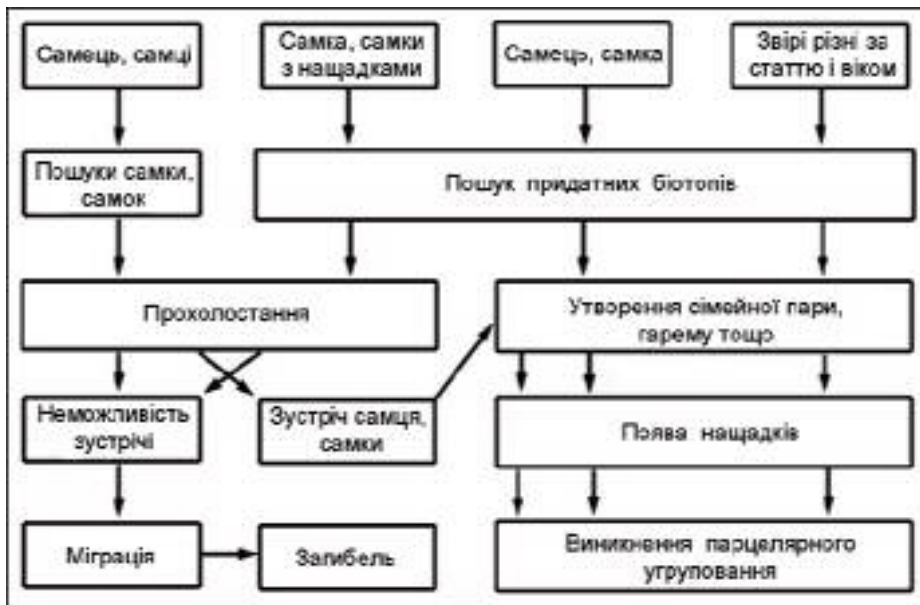 Самець, самці
Самка, самки
з нащадками
Самець, самка
Звірі різні за
статтю і віком
Пошуки самки,
самок
Пошук придатних біотопів
Прохолостання
Утворення сімейної пари,
гарему тощо
Неможливість
зустрічі
Зустріч самця,
самки
Поява нащадків
Міграція
Загибель
Виникнення парцелярного
угруповання